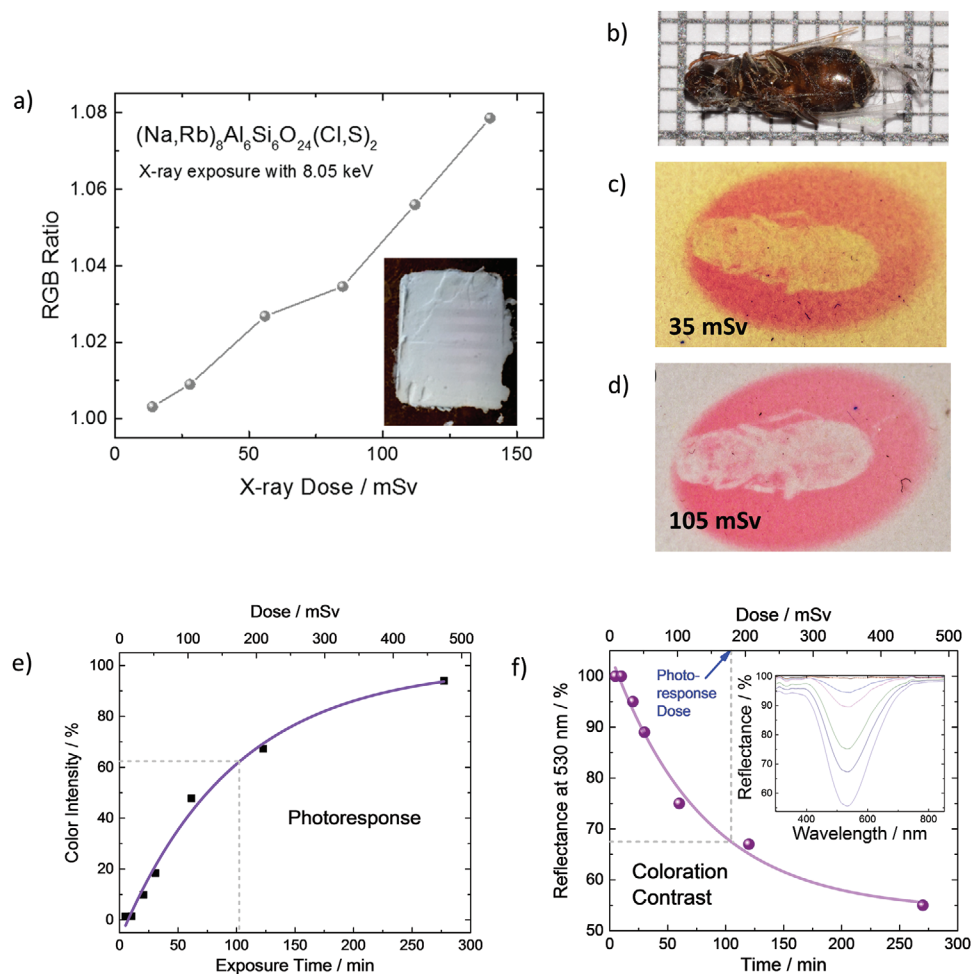 a)
(Na,Rb)8Al6Si6O24(Cl,S)2
X-ray exposure with 8.05 keV
RGB Ratio
1.08
1.06
1.04
1.02
1.00
0 50 100 150
X-ray Dose / mSv
b)
c)
35 mSv
d)
105 mSv
e)
Dose / mSv
0 100 200 300 400 500
Color Intensity / %
100
80
60
40
20
0
Photoresponse
0 50 100 150 200 250 300
Exposure Time / min
f)
Dose / mSv
0 100 200 300 400 500
Reflectance at 530 nm / %
100
95
90
85
80
75
70
65
60
55
50
Photo-
response
Dose
Reflectance / %
100
90
80
70
60
400 600 800
Wavelength / nm
Coloration
Contrast
0 50 100 150 200 250 300
Time / min